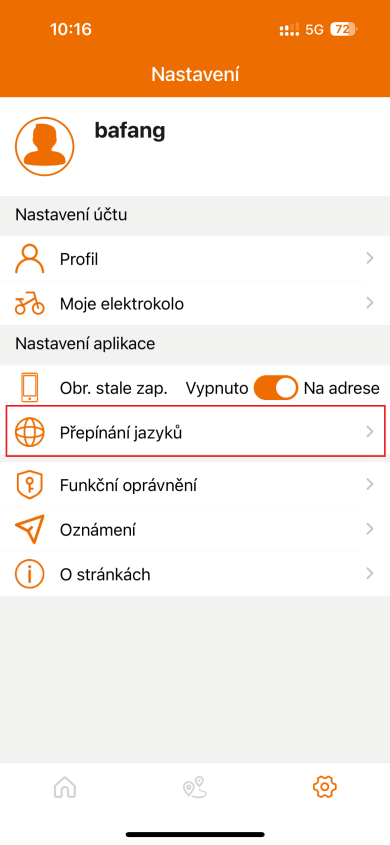 10:16 5G 72
Nastavení
bafang
Nastavení účtu
Profil
Moje elektrokolo
Nastavení aplikace
Obr. stale zap. Vypnuto Na adrese
Přepínání jazyků
Funkční oprávnění
Oznámení
O stránkách